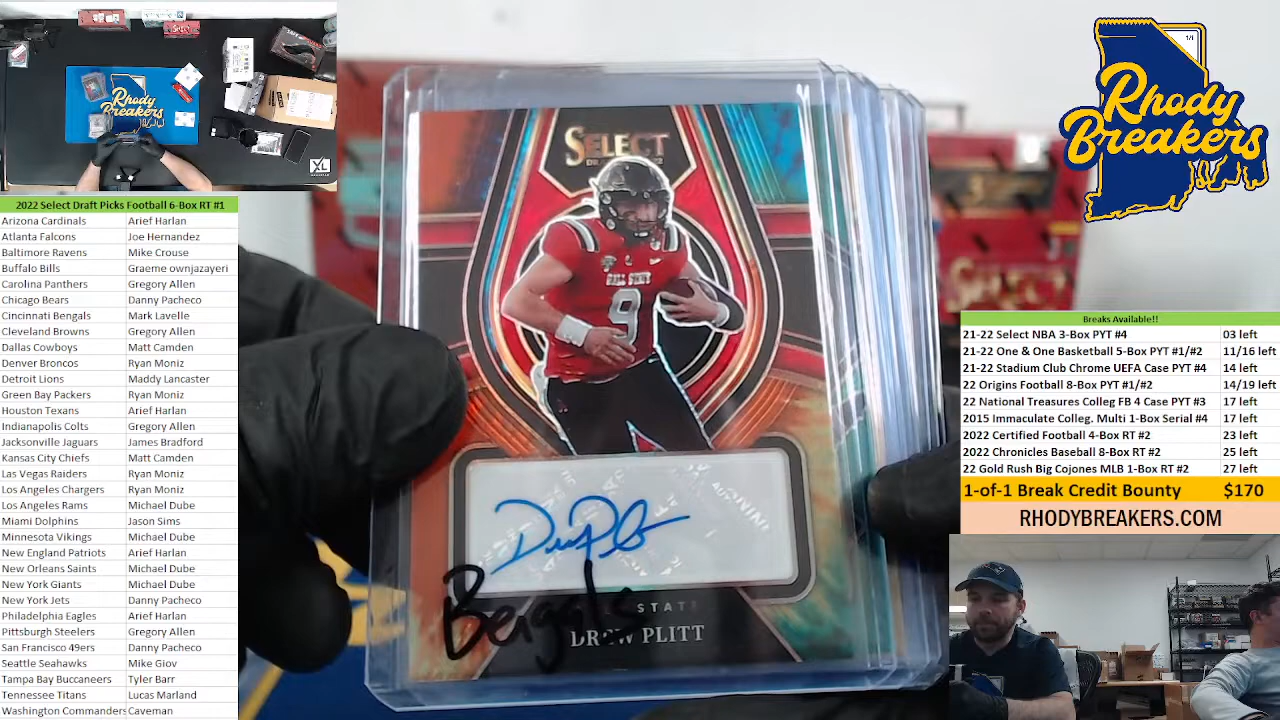 2022 Select Draft Picks Football 6-Box RT #1
Arizona Cardinals Arief Harlan
Atlanta Falcons Joe Hernandez
Baltimore Ravens Mike Crouse
Buffalo Bills Graeme ownjazayeri
Carolina Panthers Gregory Allen
Chicago Bears Danny Pacheco
Cincinnati Bengals Mark Lavelle
Cleveland Browns Gregory Allen
Dallas Cowboys Matt Camden
Denver Broncos Ryan Moniz
Detroit Lions Maddy Lancaster
Green Bay Packers Ryan Moniz
Houston Texans Arief Harlan
Indianapolis Colts Gregory Allen
Jacksonville Jaguars James Bradford
Kansas City Chiefs Matt Camden
Las Vegas Raiders Ryan Moniz
Los Angeles Chargers Ryan Moniz
Los Angeles Rams Michael Dube
Miami Dolphins Jason Sims
Minnesota Vikings Michael Dube
New England Patriots Arief Harlan
New Orleans Saints Michael Dube
New York Giants Michael Dube
New York Jets Danny Pacheco
Philadelphia Eagles Arief Harlan
Pittsburgh Steelers Gregory Allen
San Francisco 49ers Danny Pacheco
Seattle Seahawks Mike Giov
Tampa Bay Buccaneers Tyler Barr
Tennessee Titans Lucas Marland
Washington Commanders Caveman
Rhody
Breakers
XL
SELECT
BALL STATE
9
Drew Plitt
Bengals
STATE
DREW PLITT
1/1
Rhody
Breakers
Breaks Available!!
21-22 Select NBA 3-Box PYT #4 03 left
21-22 One & One Basketball 5-Box PYT #1/#2 11/16 left
21-22 Stadium Club Chrome UEFA Case PYT #4 14 left
22 Origins Football 8-Box PYT #1/#2 14/19 left
22 National Treasures Colleg FB 4 Case PYT #3 17 left
2015 Immaculate Colleg. Multi 1-Box Serial #4 17 left
2022 Certified Football 4-Box RT #2 23 left
2022 Chronicles Baseball 8-Box RT #2 25 left
22 Gold Rush Big Cojones MLB 1-Box RT #2 27 left
1-of-1 Break Credit Bounty $170
RHODYBREAKERS.COM